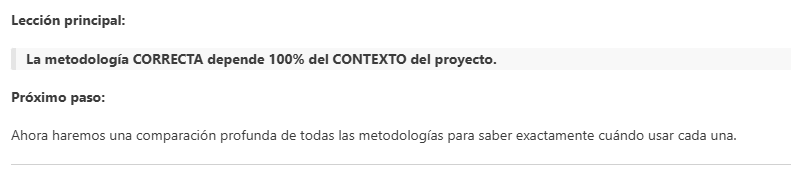 Lección principal:
La metodología CORRECTA depende 100% del CONTEXTO del proyecto.
Próximo paso:
Ahora haremos una comparación profunda de todas las metodologías para saber exactamente cuándo usar cada una.